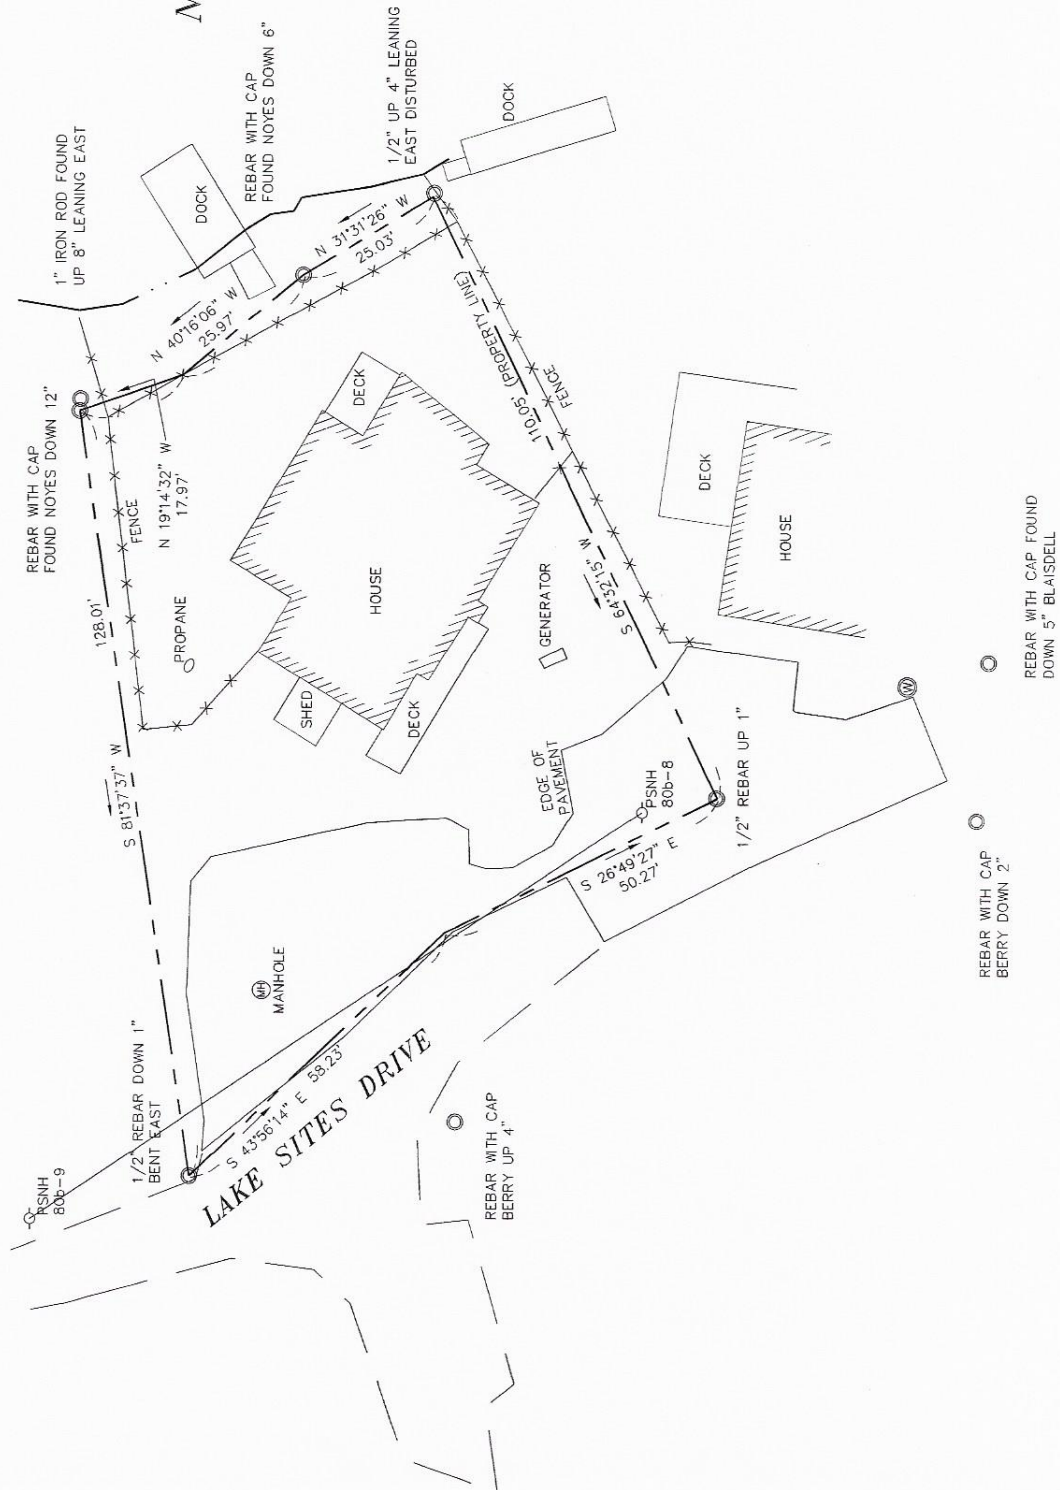 1" IRON ROD FOUND
UP 8" LEANING EAST
REBAR WITH CAP
FOUND NOYES DOWN 6"
1/2" UP 4" LEANING
EAST DISTURBED
DOCK
DOCK
REBAR WITH CAP
FOUND NOYES DOWN 12"
N 40°16'06" W
25.97'
N 31°31'26" W
25.03'
N 19°14'32" W
17.97'
128.01'
S 81°37'37" W
FENCE
PROPANE
DECK
HOUSE
SHED
DECK
GENERATOR
110.05' (PROPERTY LINE)
FENCE
S 64°32'15" W
DECK
HOUSE
EDGE OF
PAVEMENT
PSNH
80b-8
S 26°49'27" E
50.27'
1/2" REBAR UP 1"
W
REBAR WITH CAP FOUND
DOWN 5" BLAISDELL
REBAR WITH CAP
BERRY DOWN 2"
MH
MANHOLE
1/2" REBAR DOWN 1"
BENT EAST
PSNH
80b-9
S 43°56'14" E 58.23'
LAKE SITES DRIVE
REBAR WITH CAP
BERRY UP 4"